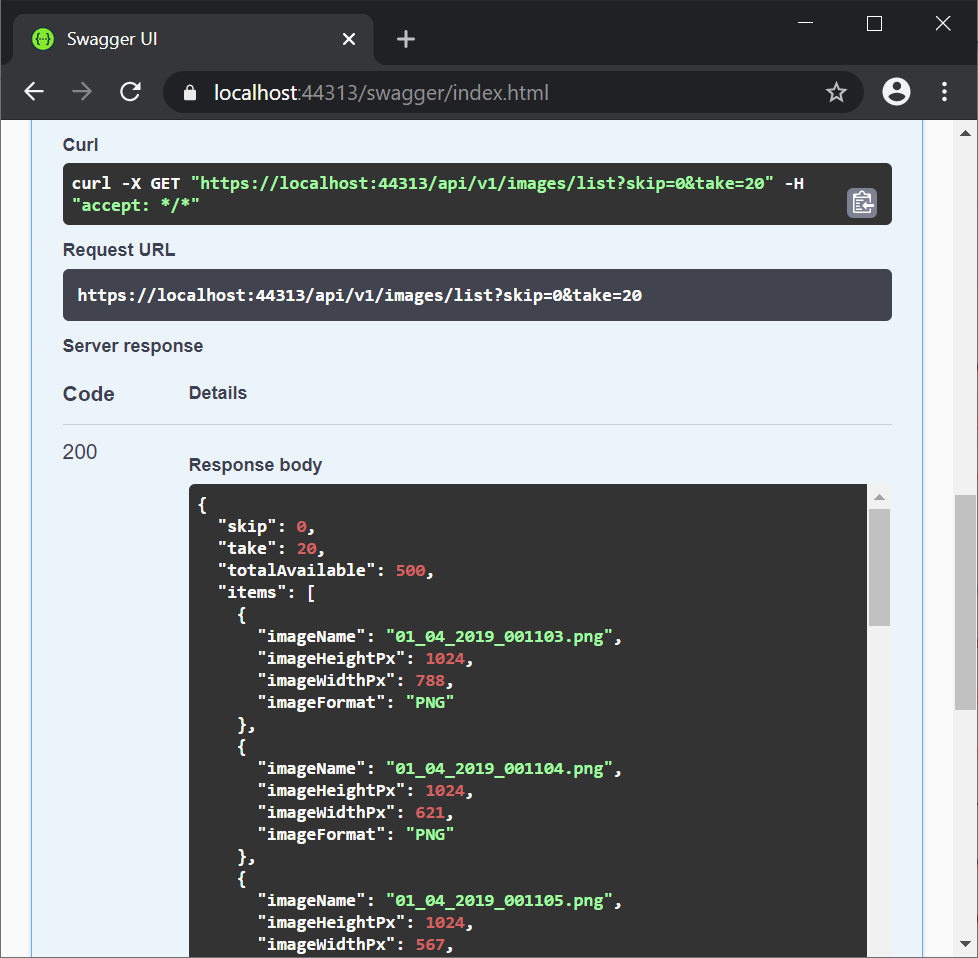 Swagger UI
localhost:44313/swagger/index.html
Curl
curl -X GET "https://localhost:44313/api/v1/images/list?skip=0&take=20" -H
"accept: */*"
Request URL
https://localhost:44313/api/v1/images/list?skip=0&take=20
Server response
Code Details
200
Response body
{
  "skip": 0,
  "take": 20,
  "totalAvailable": 500,
  "items": [
    {
      "imageName": "01_04_2019_001103.png",
      "imageHeightPx": 1024,
      "imageWidthPx": 788,
      "imageFormat": "PNG"
    },
    {
      "imageName": "01_04_2019_001104.png",
      "imageHeightPx": 1024,
      "imageWidthPx": 621,
      "imageFormat": "PNG"
    },
    {
      "imageName": "01_04_2019_001105.png",
      "imageHeightPx": 1024,
      "imageWidthPx": 567,